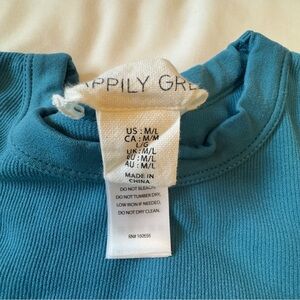 APPILY GRE
US : M/L
CA : M/M
L/G
UK : M/L
EU : M/L
AU : M/L
MADE IN
CHINA
DO NOT BLEACH.
DO NOT TUMBLE DRY.
LOW IRON IF NEEDED.
DO NOT DRY CLEAN.